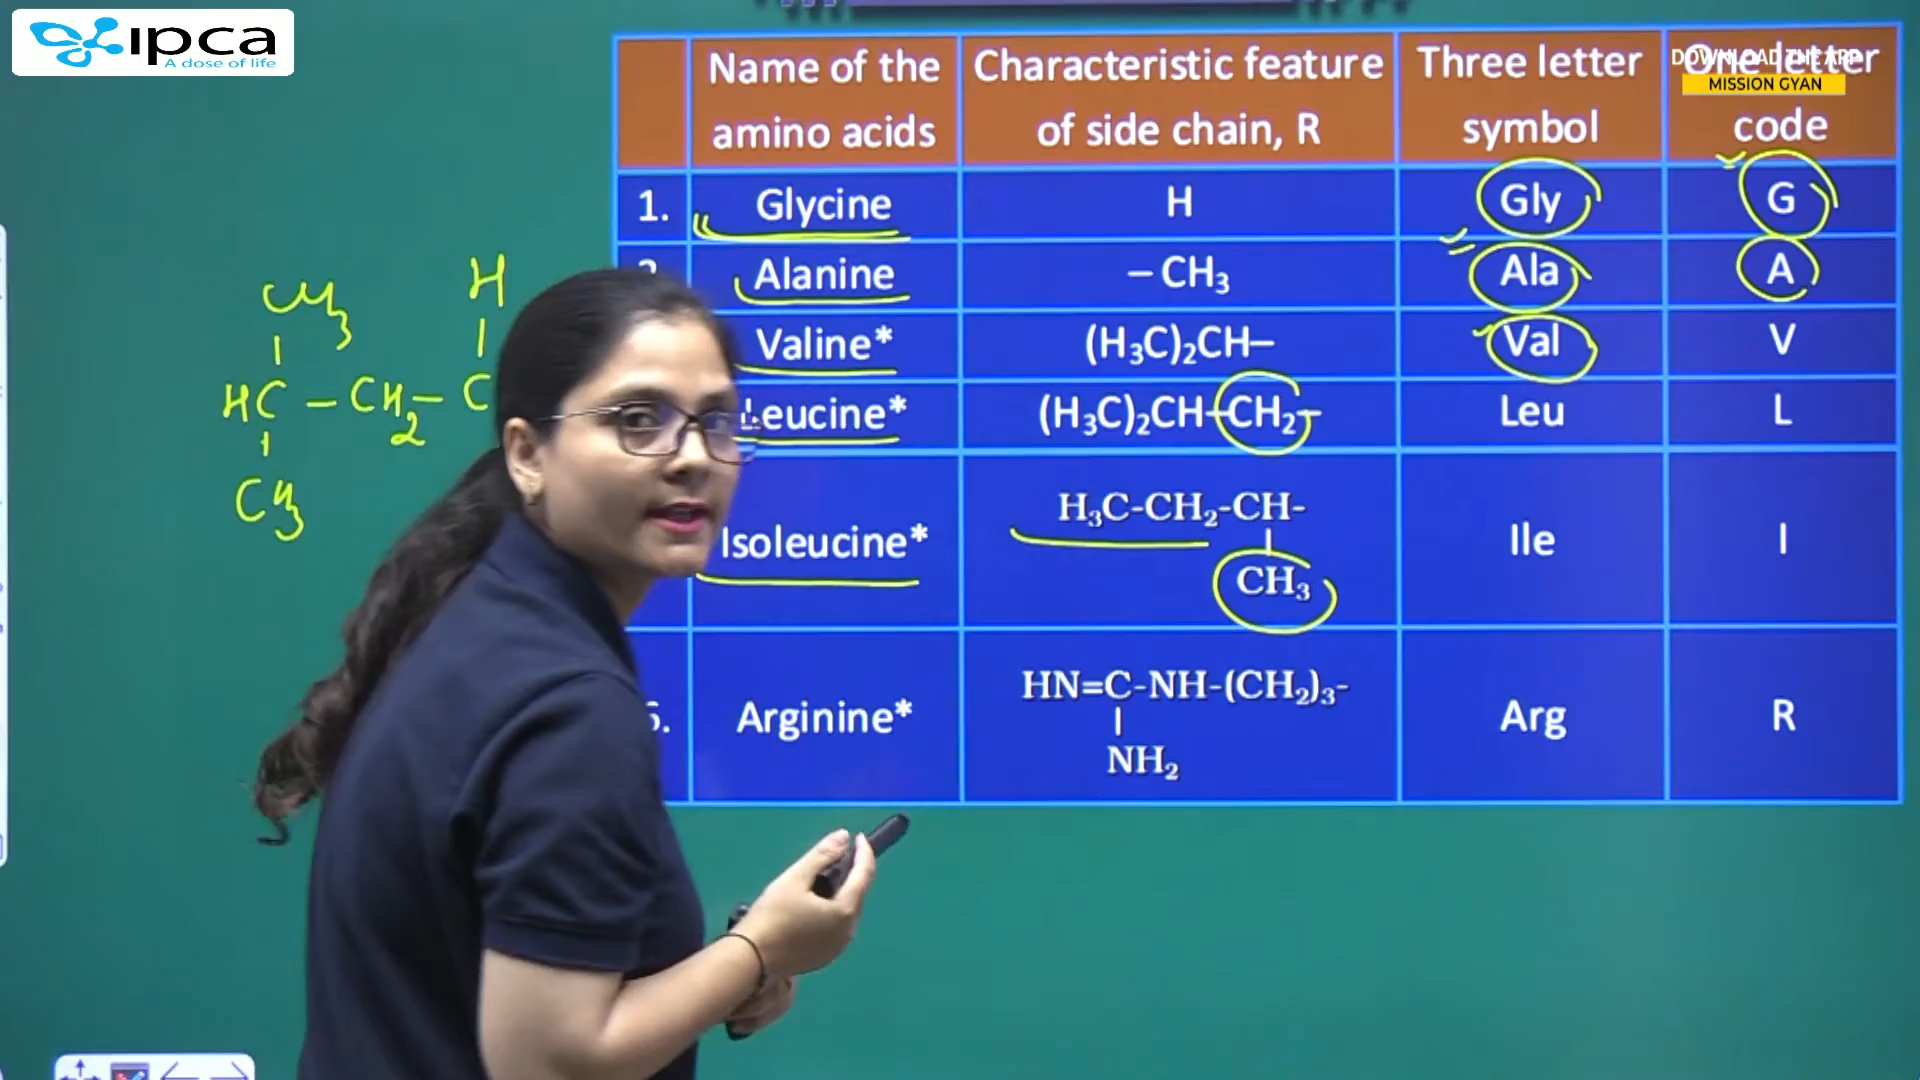 ipca
A dose of life
DOWNLOAD THE APP
MISSION GYAN
Name of the amino acids
Characteristic feature of side chain, R
Three letter symbol
One letter code
1. Glycine H Gly G
Alanine – CH₃ Ala A
Valine* (H₃C)₂CH– Val V
Leucine* (H₃C)₂CH–CH₂– Leu L
Isoleucine* H₃C-CH₂-CH- Ile I
CH₃
Arginine* HN=C-NH-(CH₂)₃- Arg R
NH₂
CH₃ H
HC – CH₂ – C
CH₃